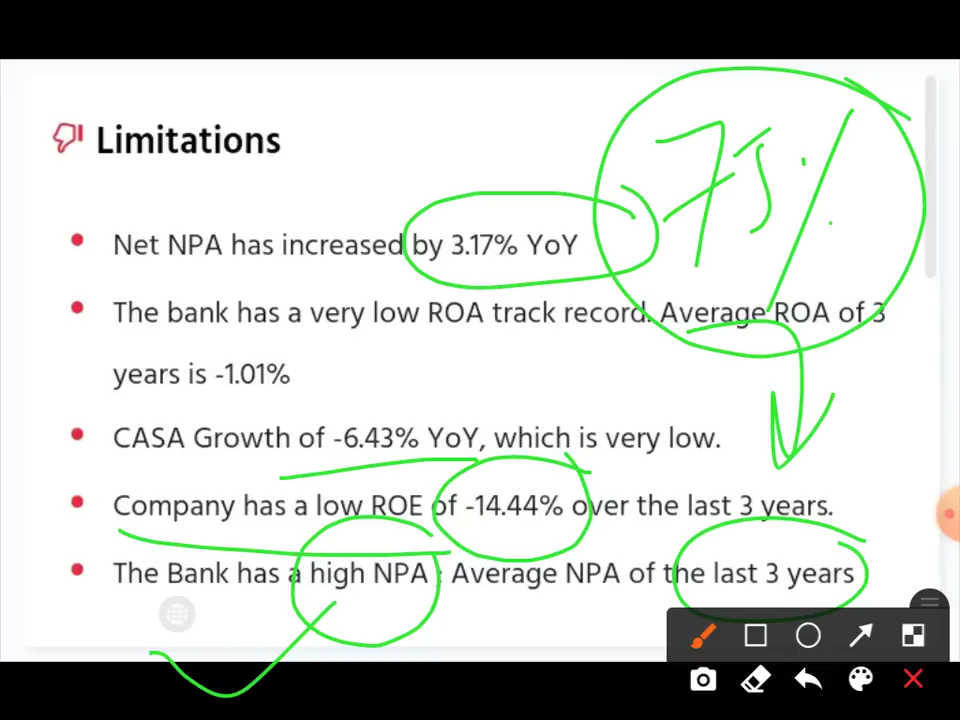 Limitations
75%
Net NPA has increased by 3.17% YoY
The bank has a very low ROA track record. Average ROA of 3
years is -1.01%
CASA Growth of -6.43% YoY, which is very low.
Company has a low ROE of -14.44% over the last 3 years.
The Bank has a high NPA ; Average NPA of the last 3 years